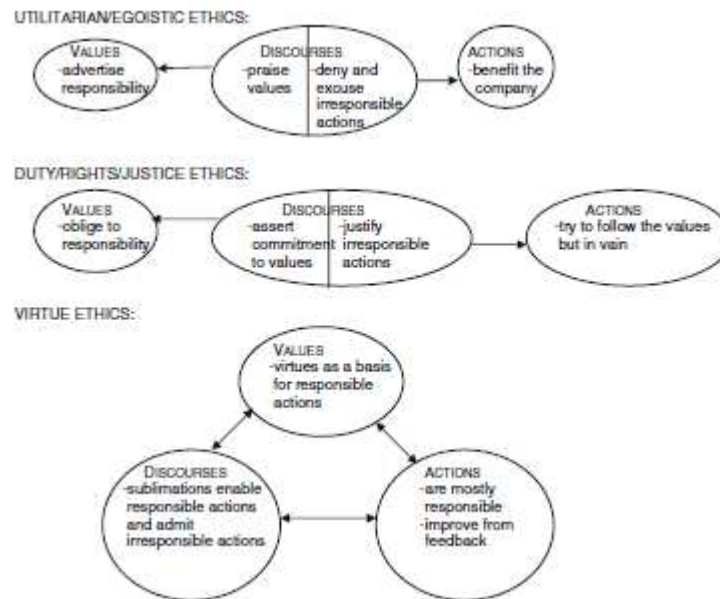 UTILITARIAN/EGOISTIC ETHICS:
VALUES
-advertise
responsibility
DISCOURSES
-praise
values
-deny and
excuse
irresponsible
actions
ACTIONS
-benefit the
company
DUTY/RIGHTS/JUSTICE ETHICS:
VALUES
-oblige to
responsibility
DISCOURSES
-assert
commitment
to values
-justify
irresponsible
actions
ACTIONS
-try to follow the values
but in vain
VIRTUE ETHICS:
VALUES
-virtues as a basis
for responsible
actions
DISCOURSES
-sublimations enable
responsible actions
and admit
irresponsible actions
ACTIONS
-are mostly
responsible
-improve from
feedback